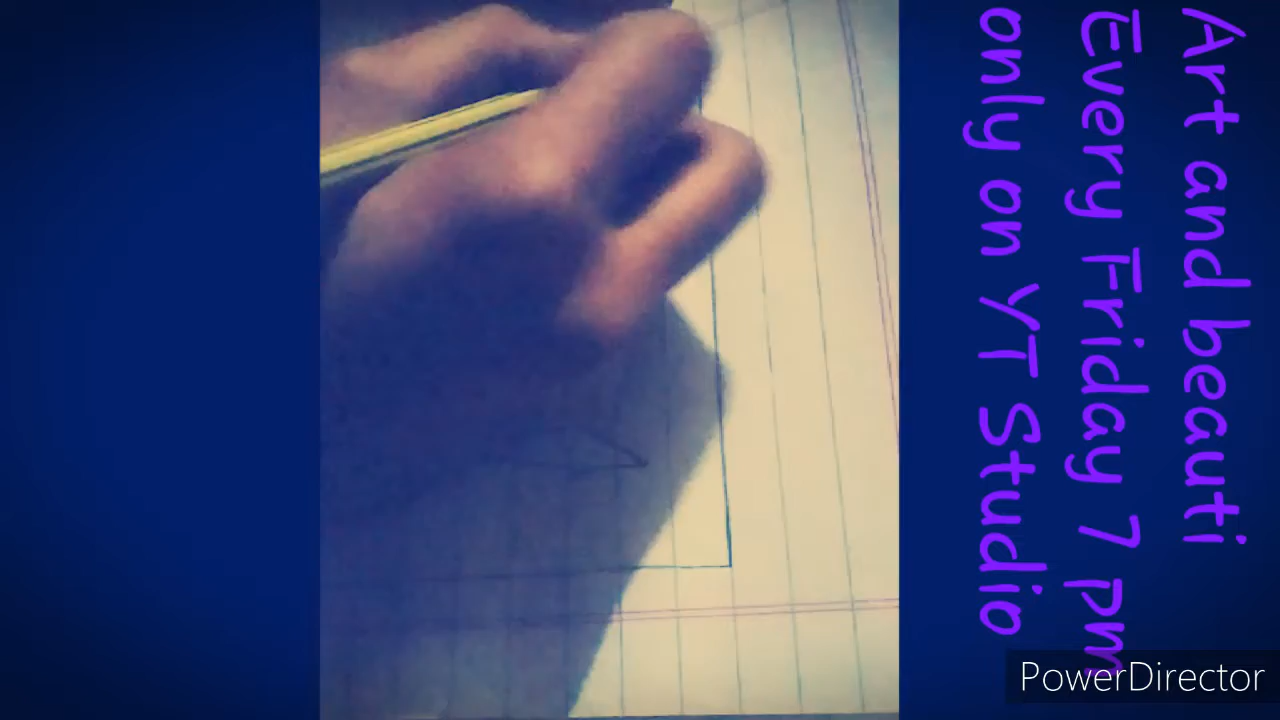 Art and beauti
Every Friday 7 pm
only on YT Studio
PowerDirector